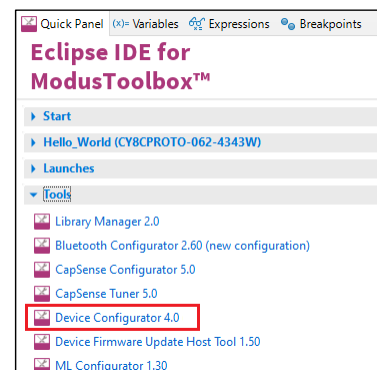 Quick Panel (x)= Variables Expressions Breakpoints
Eclipse IDE for
ModusToolbox™
Start
Hello_World (CY8CPROTO-062-4343W)
Launches
Tools
Library Manager 2.0
Bluetooth Configurator 2.60 (new configuration)
CapSense Configurator 5.0
CapSense Tuner 5.0
Device Configurator 4.0
Device Firmware Update Host Tool 1.50
ML Configurator 1.30